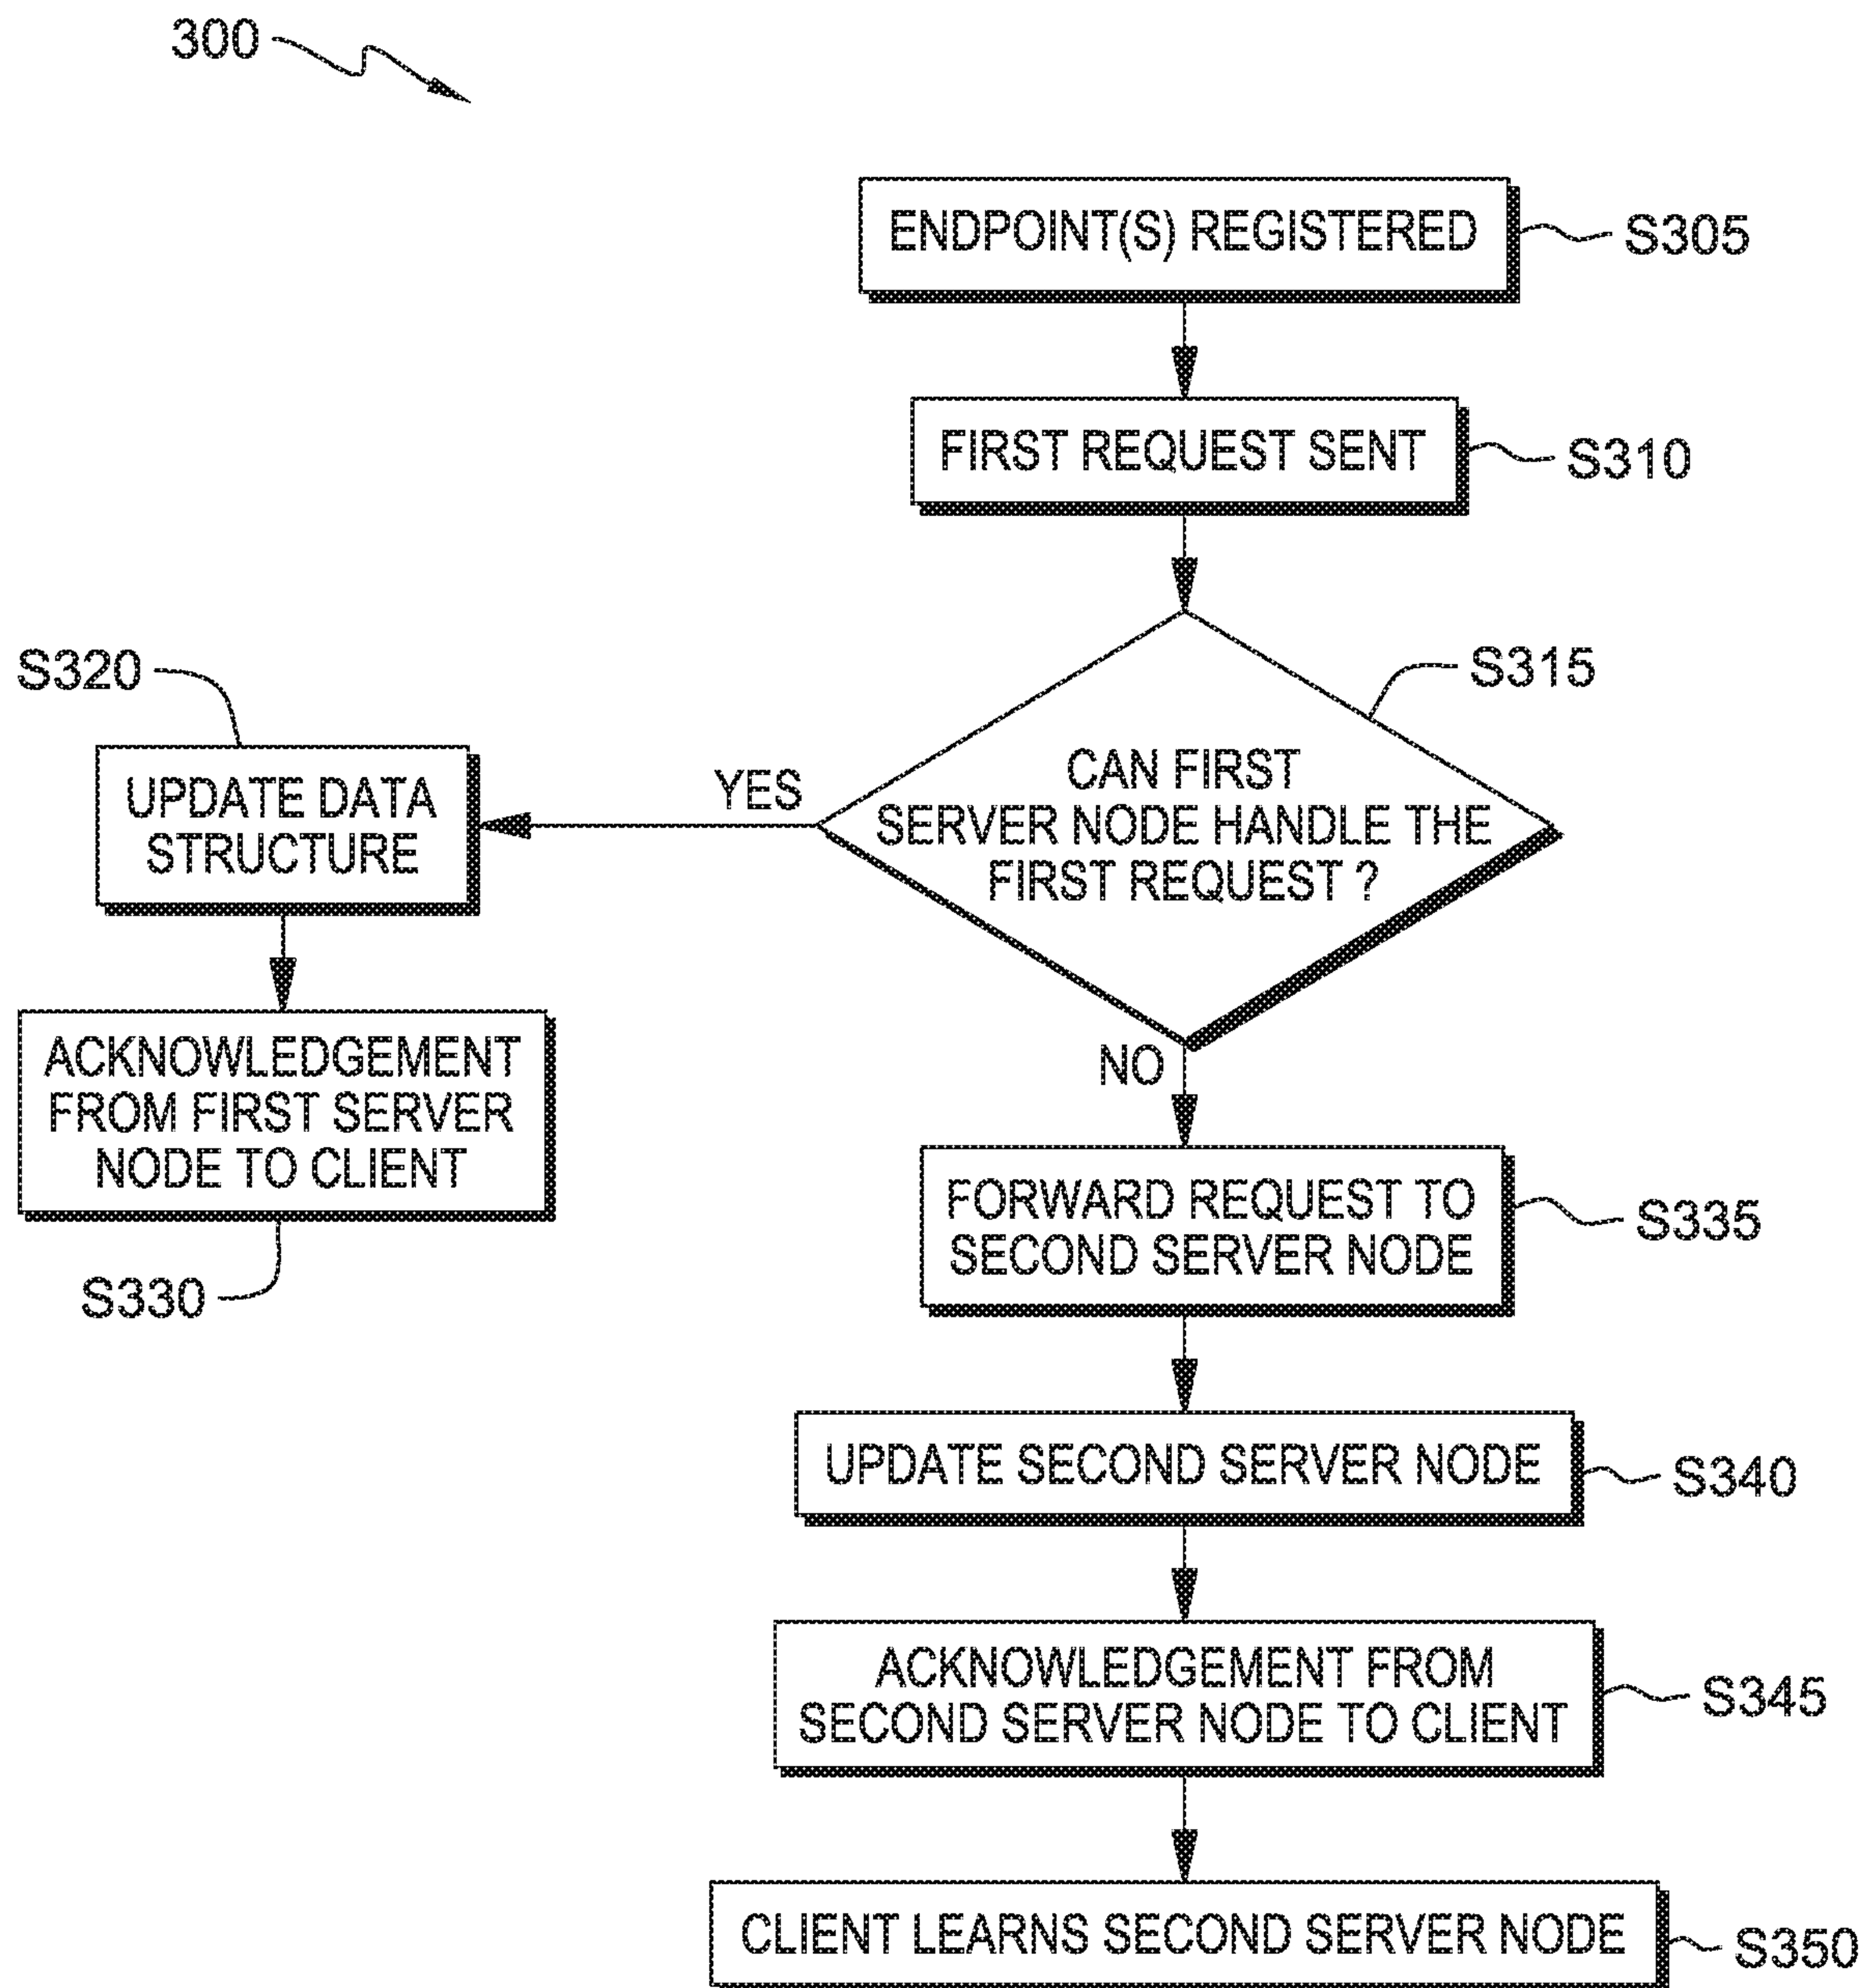 300
ENDPOINT(S) REGISTERED
S305
FIRST REQUEST SENT
S310
S315
CAN FIRST
SERVER NODE HANDLE THE
FIRST REQUEST ?
YES
S320
UPDATE DATA
STRUCTURE
ACKNOWLEDGEMENT
FROM FIRST SERVER
NODE TO CLIENT
S330
NO
FORWARD REQUEST TO
SECOND SERVER NODE
S335
UPDATE SECOND SERVER NODE
S340
ACKNOWLEDGEMENT FROM
SECOND SERVER NODE TO CLIENT
S345
CLIENT LEARNS SECOND SERVER NODE
S350